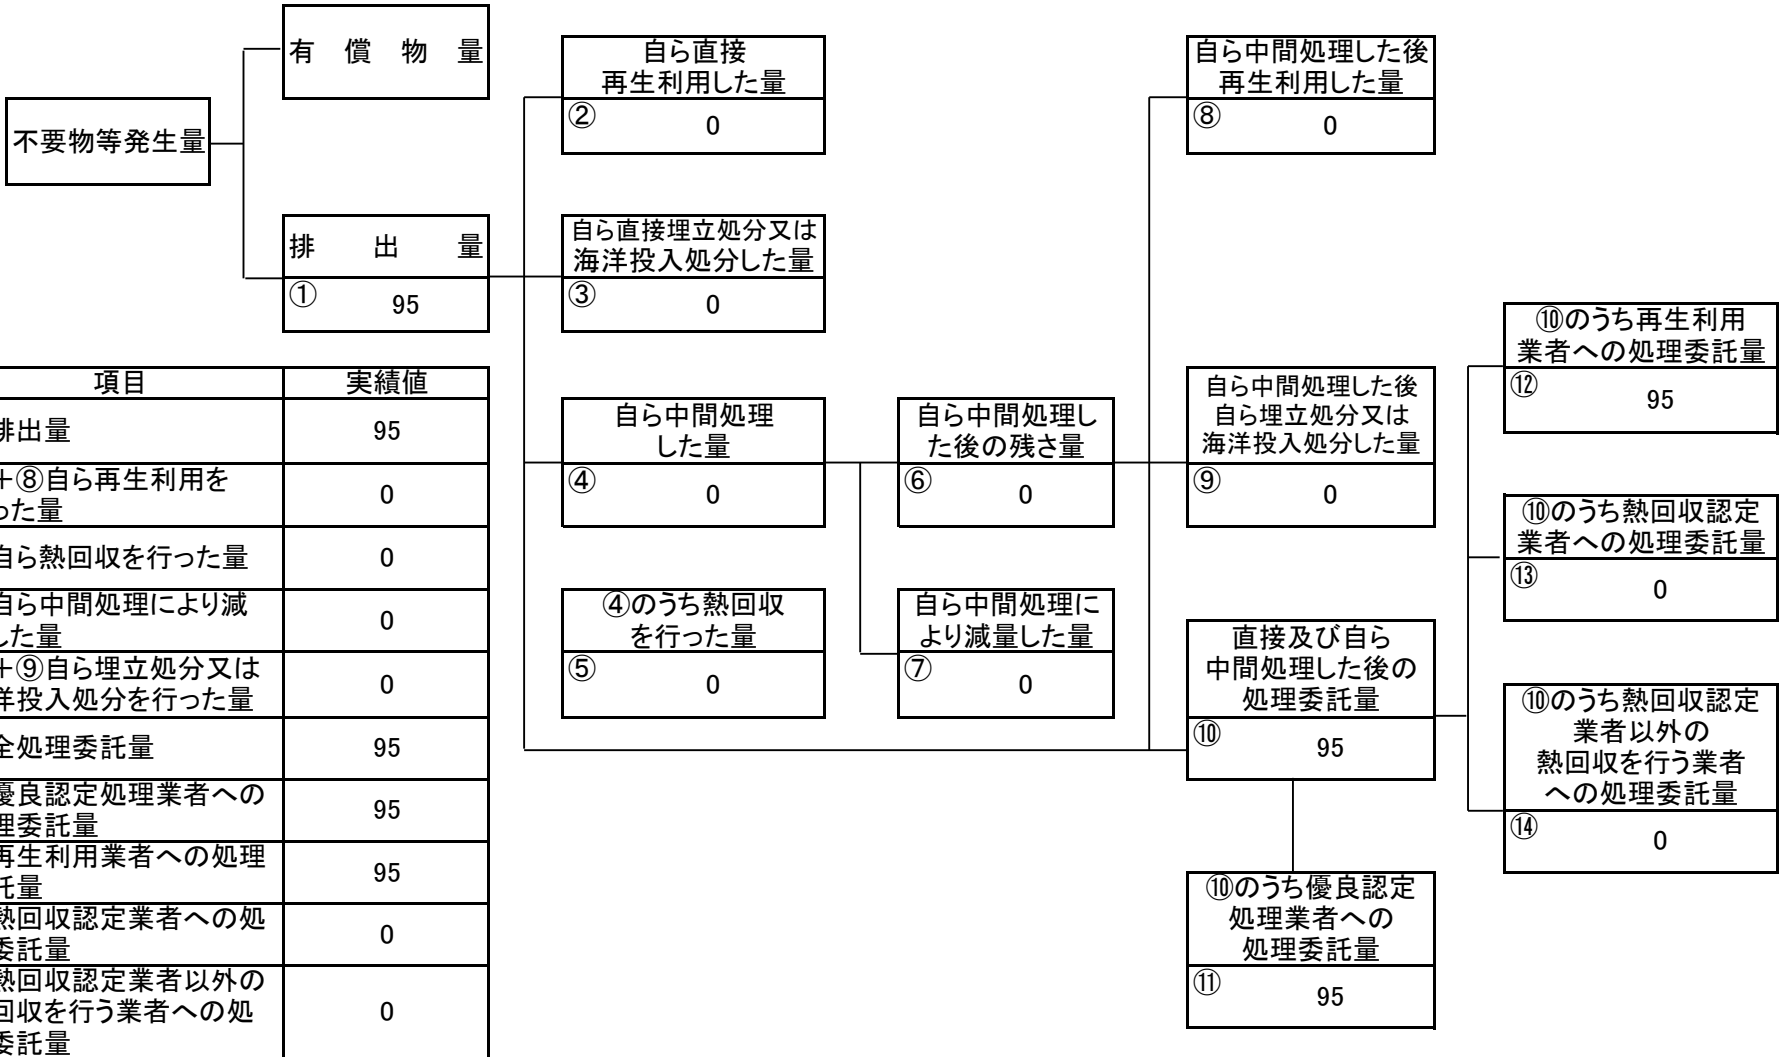 有償物量
不要物等発生量
排出量
① 95
自ら直接
再生利用した量
② 0
自ら直接埋立処分又は
海洋投入処分した量
③ 0
自ら中間処理
した量
④ 0
④のうち熱回収
を行った量
⑤ 0
自ら中間処理し
た後の残さ量
⑥ 0
自ら中間処理に
より減量した量
⑦ 0
自ら中間処理した後
再生利用した量
⑧ 0
自ら中間処理した後
自ら埋立処分又は
海洋投入処分した量
⑨ 0
直接及び自ら
中間処理した後の
処理委託量
⑩ 95
⑩のうち優良認定
処理業者への
処理委託量
⑪ 95
⑩のうち再生利用
業者への処理委託量
⑫ 95
⑩のうち熱回収認定
業者への処理委託量
⑬ 0
⑩のうち熱回収認定
業者以外の
熱回収を行う業者
への処理委託量
⑭ 0
項目 実績値
排出量 95
+⑧自ら再生利用を
った量 0
自ら熱回収を行った量 0
自ら中間処理により減
した量 0
+⑨自ら埋立処分又は
洋投入処分を行った量 0
全処理委託量 95
優良認定処理業者への
理委託量 95
再生利用業者への処理
託量 95
熱回収認定業者への処
委託量 0
熱回収認定業者以外の
回収を行う業者への処
委託量 0